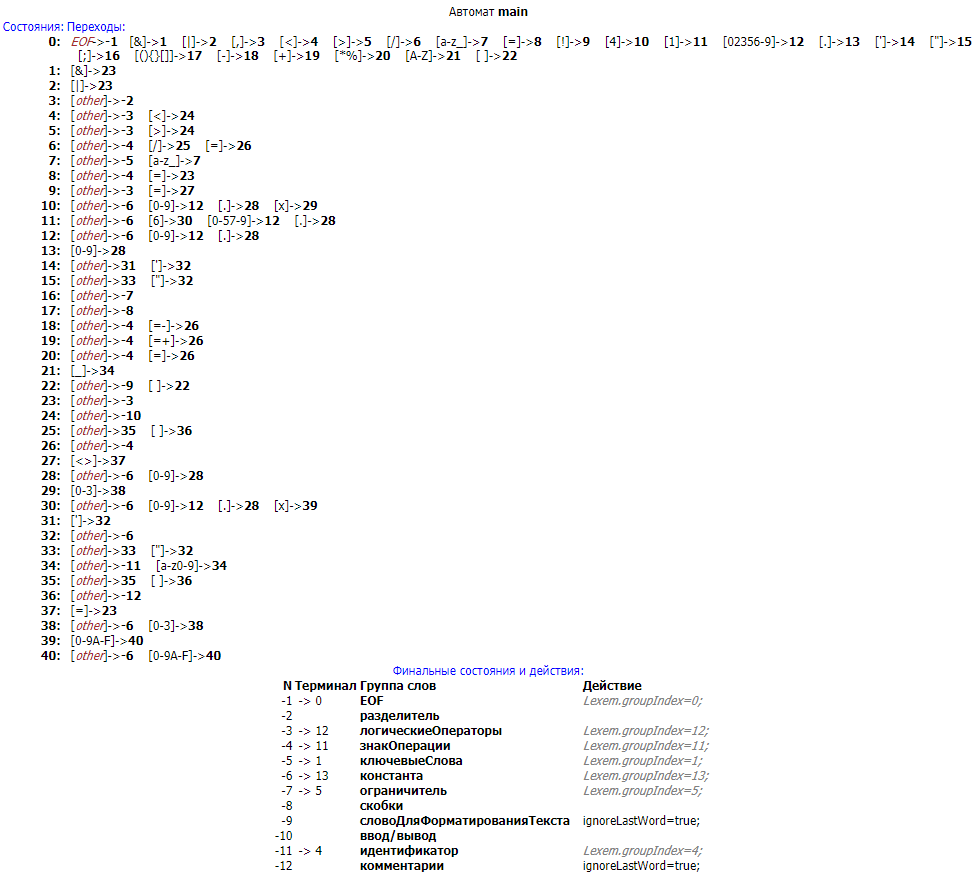 Автомат main
Состояния: Переходы:
0: EOF->-1 [&]->1 [|]->2 [,]->3 [<]->4 [>]->5 [/]->6 [a-z_]->7 [=]->8 [!]->9 [4]->10 [1]->11 [02356-9]->12 [.]->13 [']->14 ["]->15
[;]->16 [(){}[]]->17 [-]->18 [+]->19 [*%]->20 [A-Z]->21 [ ]->22
1: [&]->23
2: [|]->23
3: [other]->-2
4: [other]->-3 [<]->24
5: [other]->-3 [>]->24
6: [other]->-4 [/]->25 [=]->26
7: [other]->-5 [a-z_]->7
8: [other]->-4 [=]->23
9: [other]->-3 [=]->27
10: [other]->-6 [0-9]->12 [.]->28 [x]->29
11: [other]->-6 [6]->30 [0-57-9]->12 [.]->28
12: [other]->-6 [0-9]->12 [.]->28
13: [0-9]->28
14: [other]->31 [']->32
15: [other]->33 ["]->32
16: [other]->-7
17: [other]->-8
18: [other]->-4 [=-]->26
19: [other]->-4 [=+]->26
20: [other]->-4 [=]->26
21: [_]->34
22: [other]->-9 [ ]->22
23: [other]->-3
24: [other]->-10
25: [other]->35 [ ]->36
26: [other]->-4
27: [<>]->37
28: [other]->-6 [0-9]->28
29: [0-3]->38
30: [other]->-6 [0-9]->12 [.]->28 [x]->39
31: [']->32
32: [other]->-6
33: [other]->33 ["]->32
34: [other]->-11 [a-z0-9]->34
35: [other]->35 [ ]->36
36: [other]->-12
37: [=]->23
38: [other]->-6 [0-3]->38
39: [0-9A-F]->40
40: [other]->-6 [0-9A-F]->40
Финальные состояния и действия:
N Терминал Группа слов Действие
-1 -> 0 EOF Lexem.groupIndex=0;
-2 разделитель
-3 -> 12 логическиеОператоры Lexem.groupIndex=12;
-4 -> 11 знакОперации Lexem.groupIndex=11;
-5 -> 1 ключевыеСлова Lexem.groupIndex=1;
-6 -> 13 константа Lexem.groupIndex=13;
-7 -> 5 ограничитель Lexem.groupIndex=5;
-8 скобки
-9 словоДляФорматированияТекста ignoreLastWord=true;
-10 ввод/вывод
-11 -> 4 идентификатор Lexem.groupIndex=4;
-12 комментарии ignoreLastWord=true;